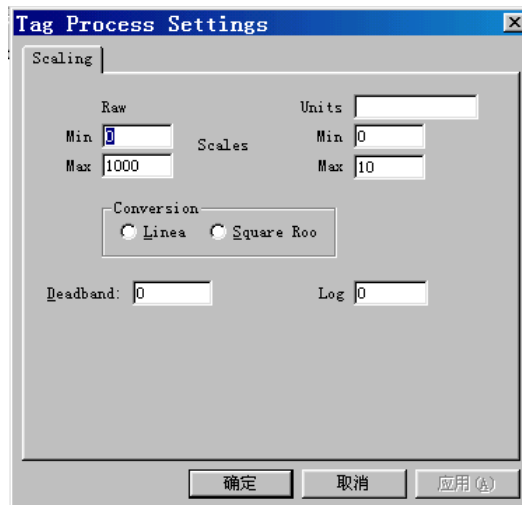 Tag Process Settings
Scaling
Raw Units
Min 0 Scales Min 0
Max 1000 Max 10
Conversion
Linea Square Roo
Deadband: 0 Log 0
确定 取消 应用(A)